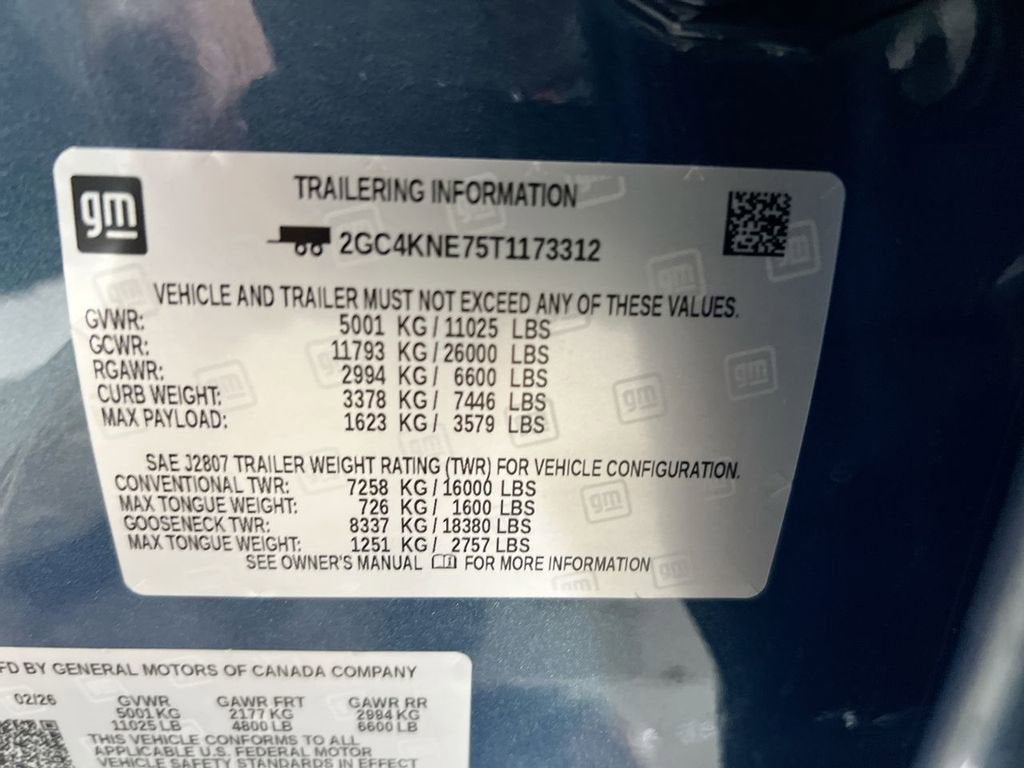 gm
TRAILERING INFORMATION
2GC4KNE75T1173312
VEHICLE AND TRAILER MUST NOT EXCEED ANY OF THESE VALUES.
GVWR: 5001 KG/ 11025 LBS
GCWR: 11793 KG/ 26000 LBS
RGAWR: 2994 KG/ 6600 LBS
CURB WEIGHT: 3378 KG/ 7446 LBS
MAX PAYLOAD: 1623 KG/ 3579 LBS
SAE J2807 TRAILER WEIGHT RATING (TWR) FOR VEHICLE CONFIGURATION.
CONVENTIONAL TWR: 7258 KG/ 16000 LBS
MAX TONGUE WEIGHT: 726 KG/ 1600 LBS
GOOSENECK TWR: 8337 KG/ 18380 LBS
MAX TONGUE WEIGHT: 1251 KG/ 2757 LBS
SEE OWNER'S MANUAL FOR MORE INFORMATION
FD BY GENERAL MOTORS OF CANADA COMPANY
02/26 GVWR GAWR FRT GAWR RR
5001 KG 2177 KG 2994 KG
11025 LB 4800 LB 6600 LB
THIS VEHICLE CONFORMS TO ALL
APPLICABLE U.S. FEDERAL MOTOR
VEHICLE SAFETY STANDARDS IN EFFECT